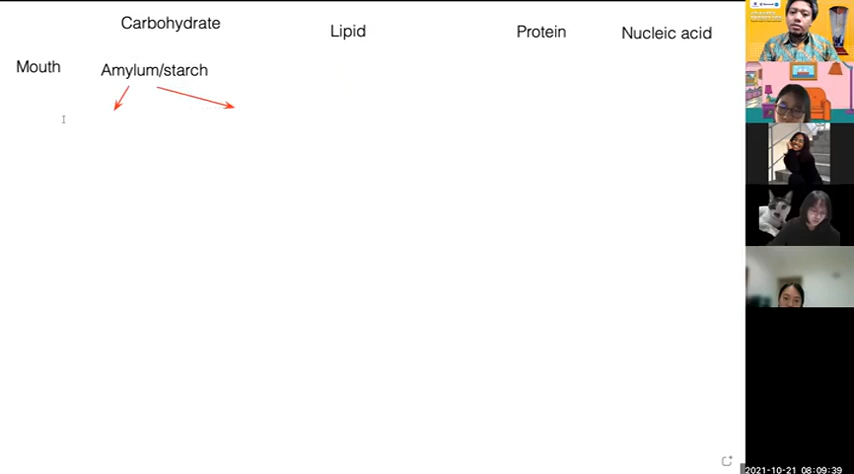 Carbohydrate
Lipid
Protein
Nucleic acid
Mouth
Amylum/starch
2021-10-21 08:09:39